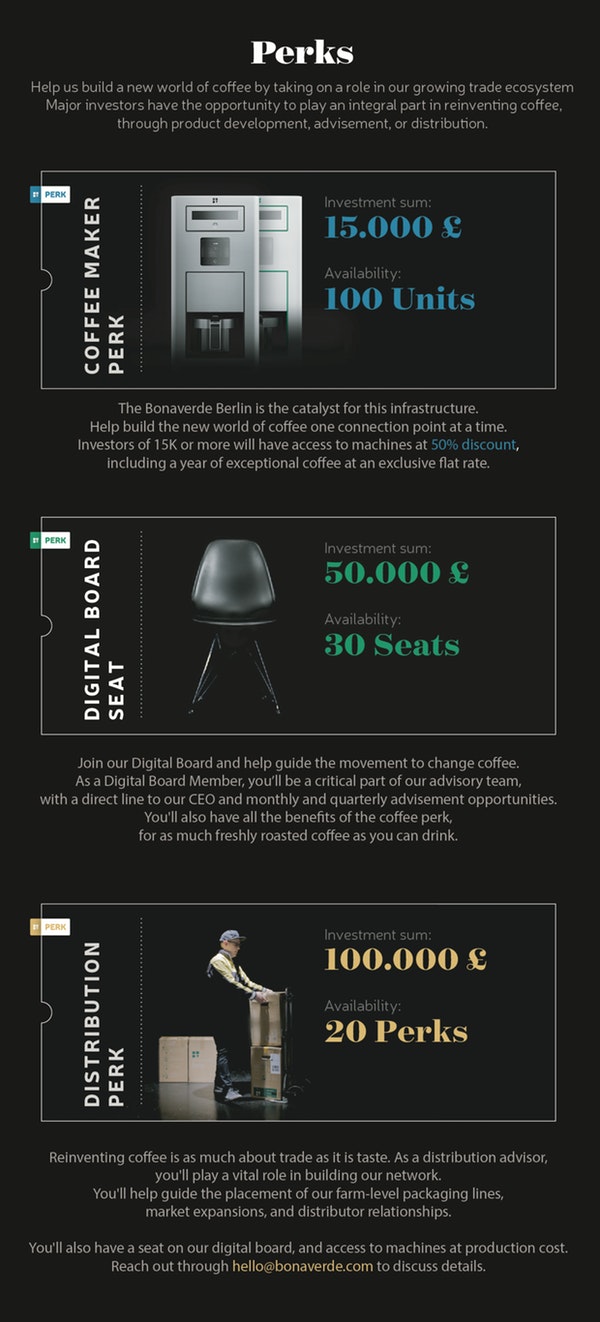 Perks
Help us build a new world of coffee by taking on a role in our growing trade ecosystem
Major investors have the opportunity to play an integral part in reinventing coffee,
through product development, advisement, or distribution.
PERK
COFFEE MAKER
PERK
Investment sum:
15.000 £
Availability:
100 Units
The Bonaverde Berlin is the catalyst for this infrastructure.
Help build the new world of coffee one connection point at a time.
Investors of 15K or more will have access to machines at 50% discount,
including a year of exceptional coffee at an exclusive flat rate.
PERK
DIGITAL BOARD
SEAT
Investment sum:
50.000 £
Availability:
30 Seats
Join our Digital Board and help guide the movement to change coffee.
As a Digital Board Member, you’ll be a critical part of our advisory team,
with a direct line to our CEO and monthly and quarterly advisement opportunities.
You'll also have all the benefits of the coffee perk,
for as much freshly roasted coffee as you can drink.
PERK
DISTRIBUTION
PERK
Investment sum:
100.000 £
Availability:
20 Perks
Reinventing coffee is as much about trade as it is taste. As a distribution advisor,
you'll play a vital role in building our network.
You'll help guide the placement of our farm-level packaging lines,
market expansions, and distributor relationships.
You'll also have a seat on our digital board, and access to machines at production cost.
Reach out through hello@bonaverde.com to discuss details.